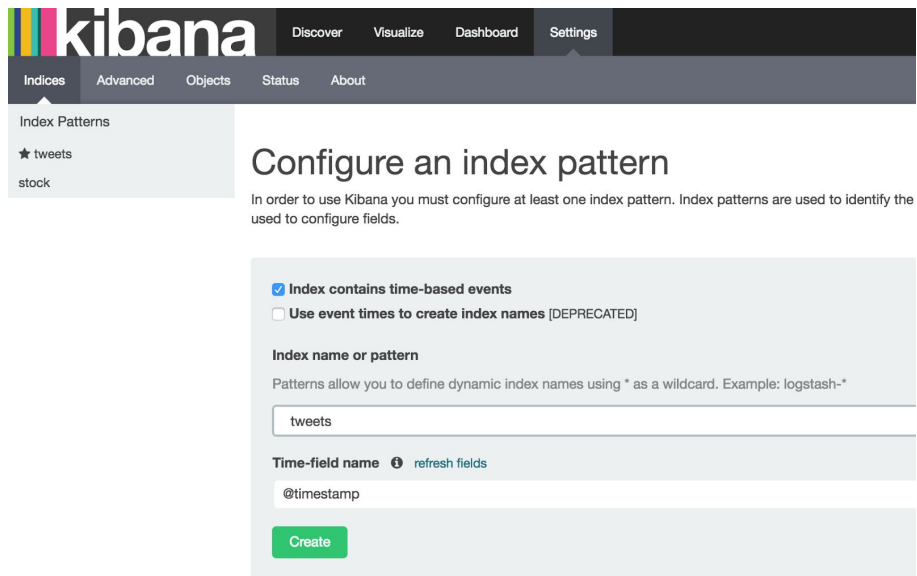 kibana
Discover Visualize Dashboard Settings
Indices Advanced Objects Status About
Index Patterns
tweets
stock
Configure an index pattern
In order to use Kibana you must configure at least one index pattern. Index patterns are used to identify the
used to configure fields.
Index contains time-based events
Use event times to create index names [DEPRECATED]
Index name or pattern
Patterns allow you to define dynamic index names using * as a wildcard. Example: logstash-*
tweets
Time-field name refresh fields
@timestamp
Create